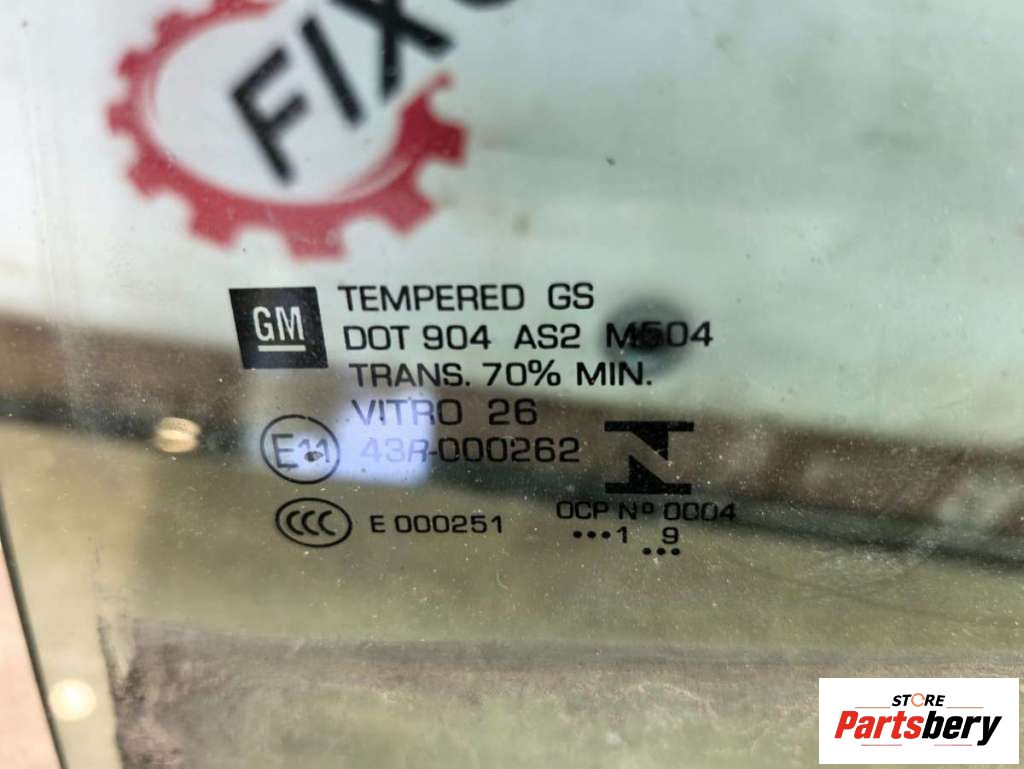 FIX
GM
TEMPERED GS
DOT 904 AS2 M504
TRANS. 70% MIN.
VITRO 26
E11 43R-000262
CCC E 000251
N
OCP Nº 0004
•••1 9
•••
STORE
Partsbery